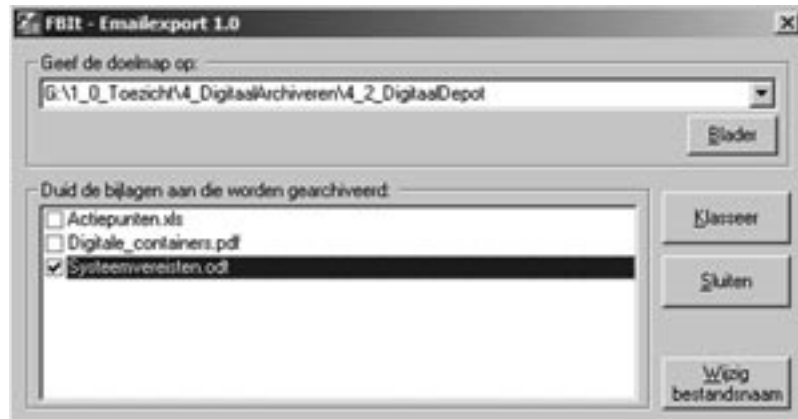 FBIt - Emailexport 1.0
Geef de doelmap op:
G:\1_0_Toezicht\4_DigitaalArchiveren\4_2_DigitaalDepot
Blader
Duid de bijlagen aan die worden gearchiveerd:
Actiepunten.xls
Digitale_containers.pdf
Systeemvereisten.odt
Klasseer
Sluiten
Wijzig
bestandsnaam